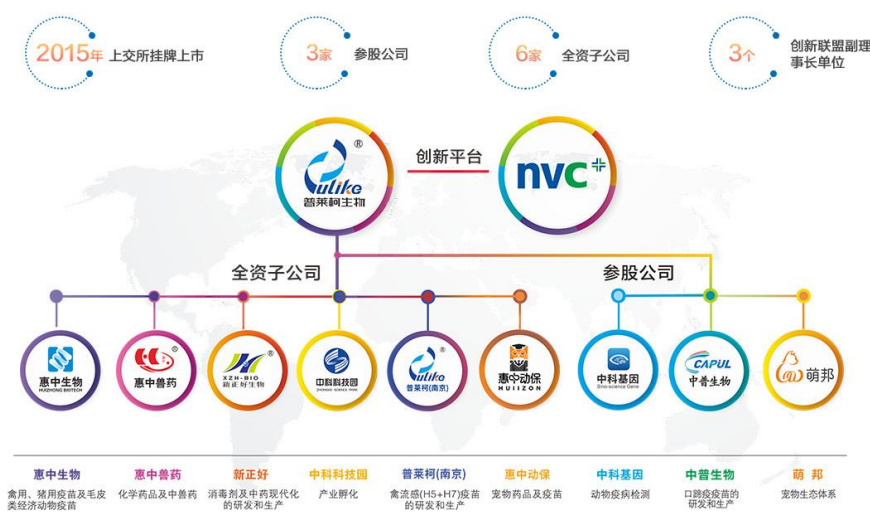 2015年 上交所挂牌上市
3家 参股公司
6家 全资子公司
3个 创新联盟副理
事长单位
ulike
®
普莱柯生物
创新平台
nvc+
全资子公司
参股公司
惠中生物
HUIZHONG BIOTECH
惠中兽药
®
XZH-BIO
®
新正好生物
中科科技园
ZHONGKE SCIENCE PARK
ulike
®
普莱柯(南京)
惠中动保
HUIZON
中科基因
Sino-science Gene
CAPUL
中普生物
萌邦
惠中生物
禽用、猪用疫苗及毛皮
类经济动物疫苗
惠中兽药
化学药品及中兽药
新正好
消毒剂及中药现代化
的研发和生产
中科科技园
产业孵化
普莱柯(南京)
禽流感(H5+H7)疫苗
的研发和生产
惠中动保
宠物药品及疫苗
中科基因
动物疫病检测
中普生物
口蹄疫疫苗的
研发和生产
萌 邦
宠物生态体系